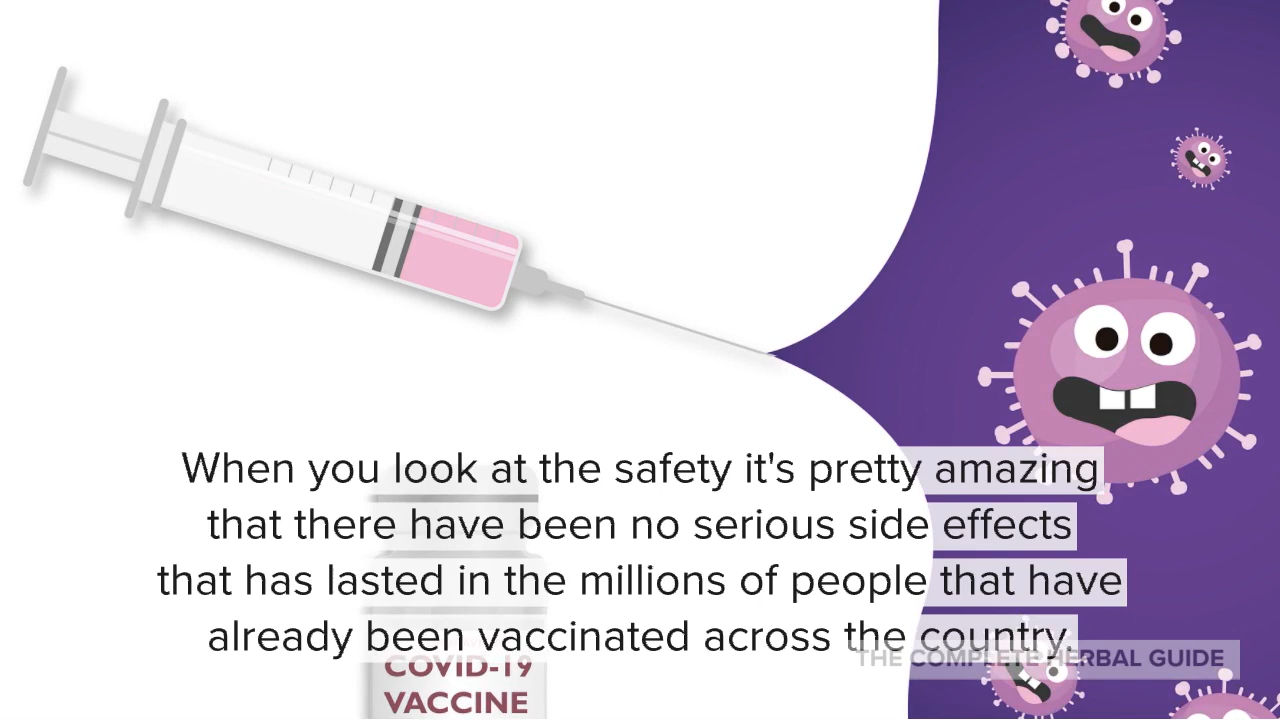 When you look at the safety it's pretty amazing
that there have been no serious side effects
that has lasted in the millions of people that have
already been vaccinated across the country.
THE COMPLETE HERBAL GUIDE
COVID-19
VACCINE